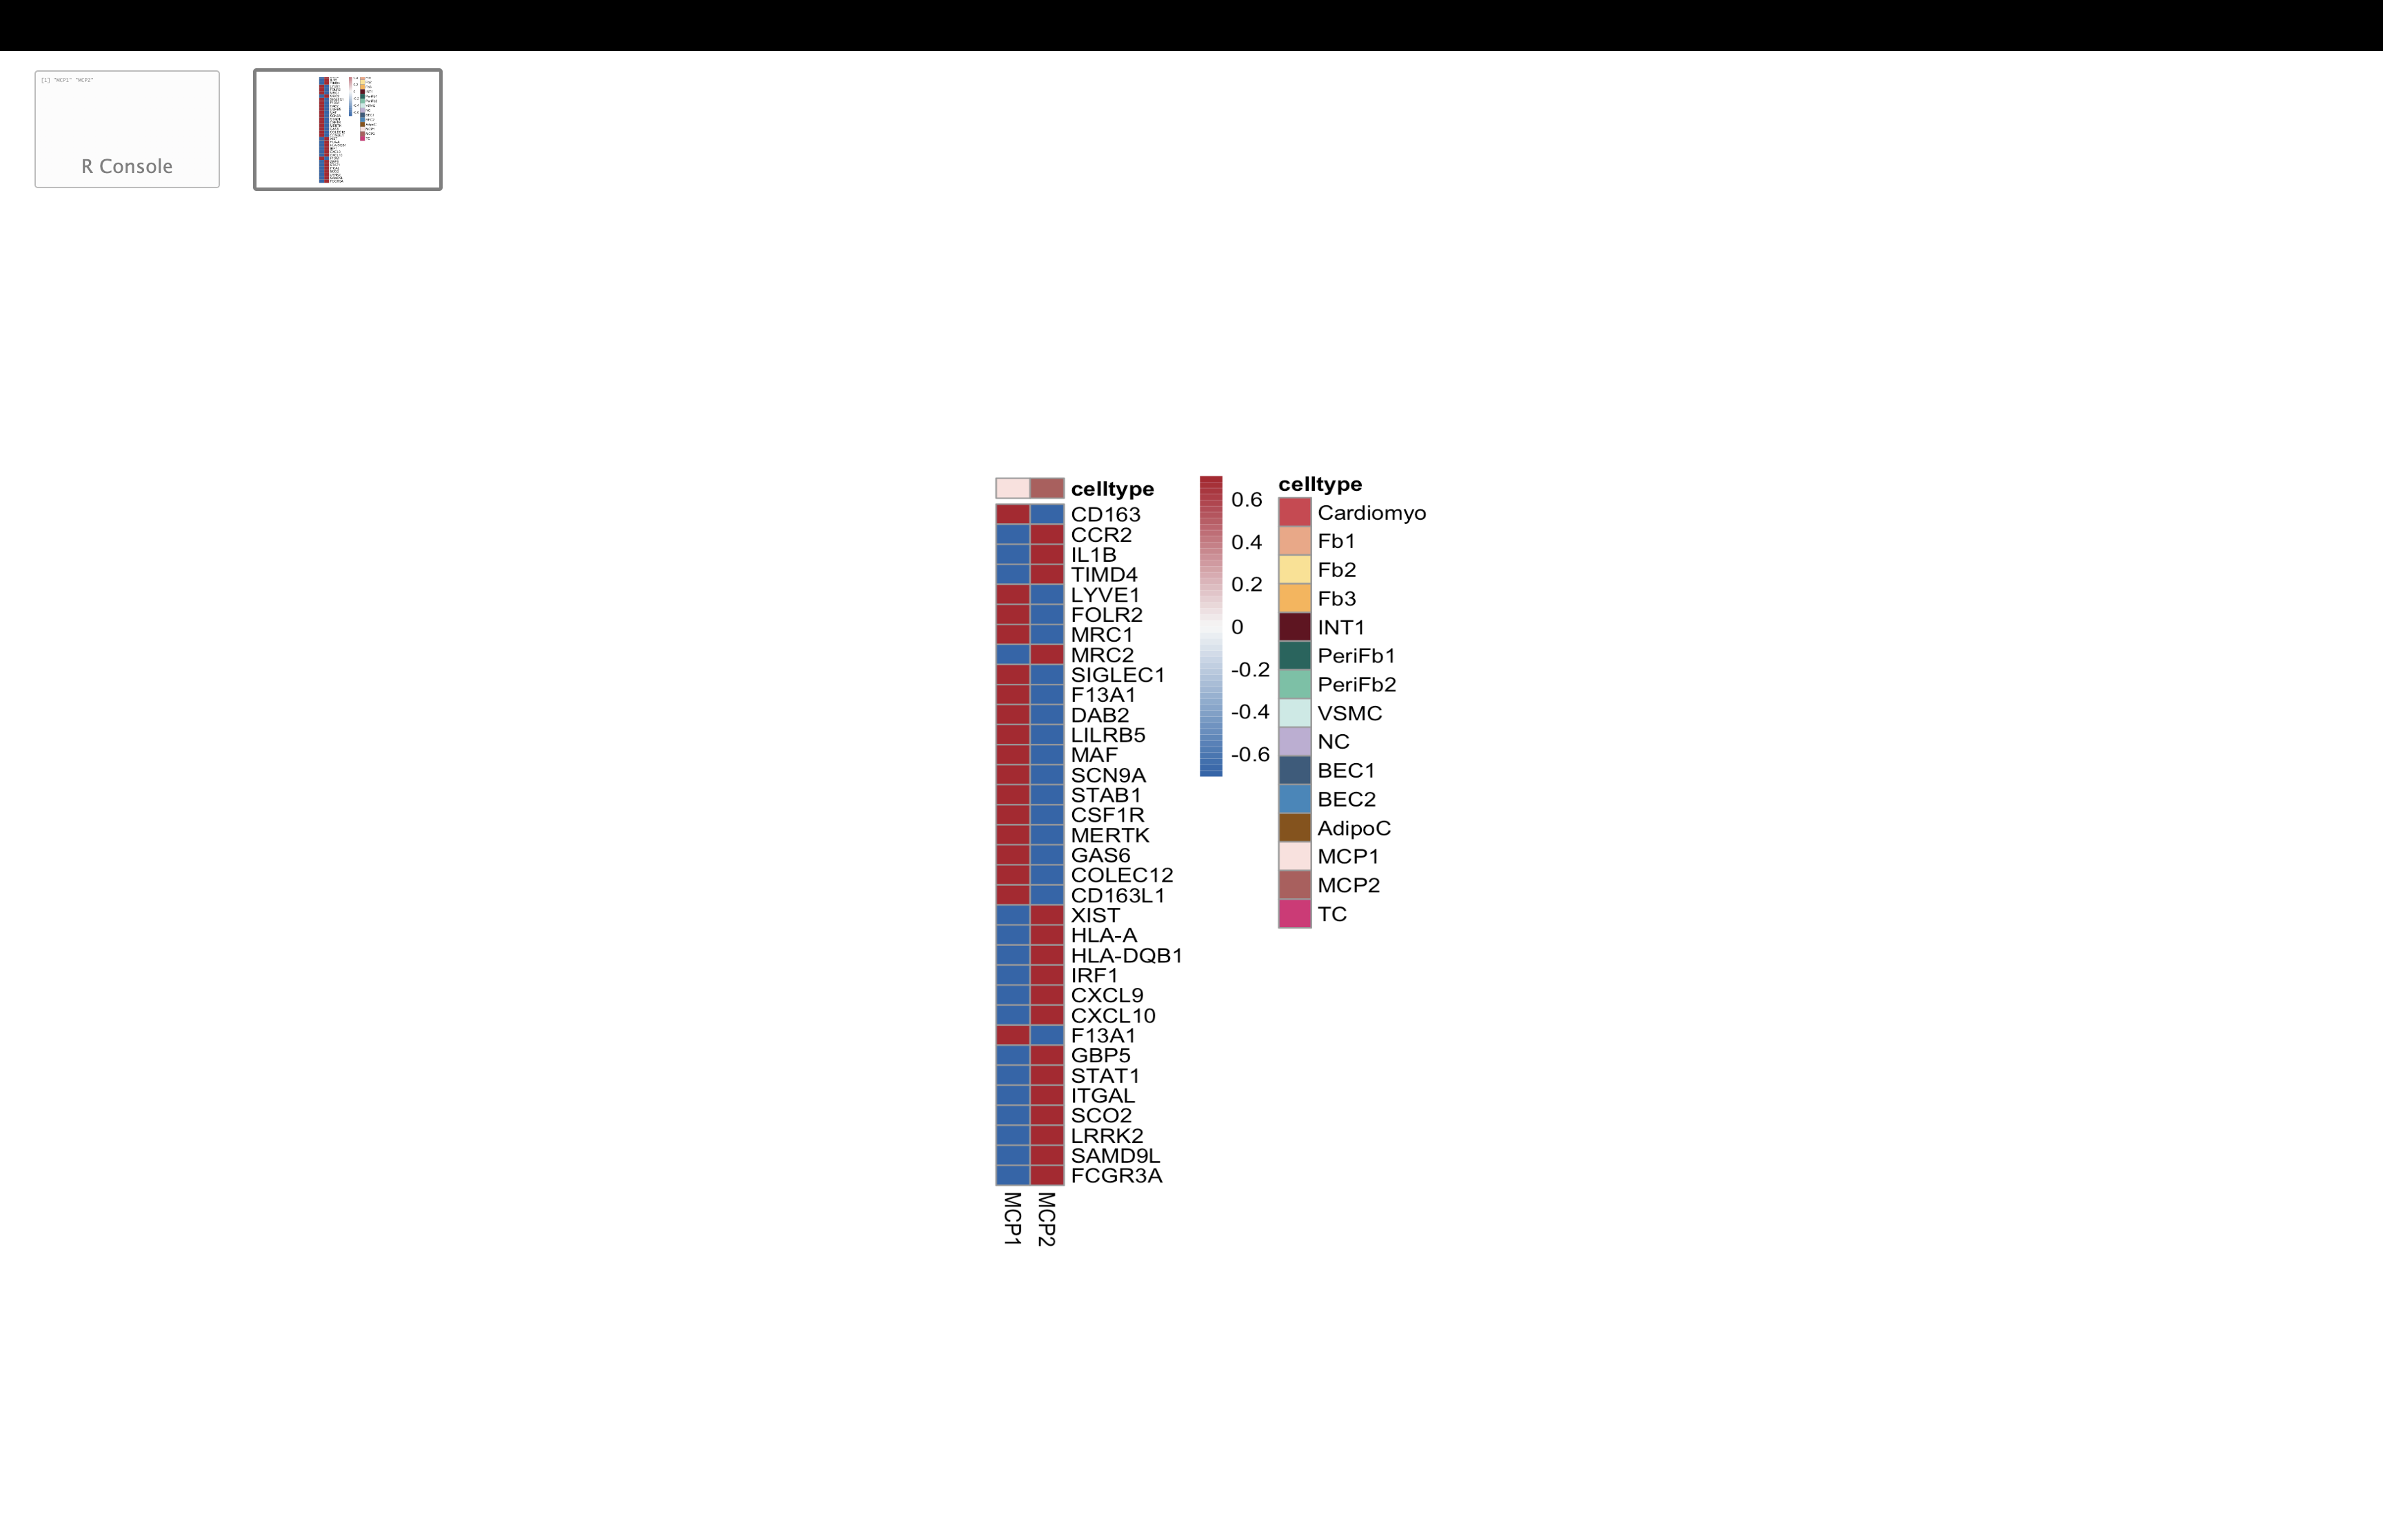 [1] "MCP1" "MCP2"
R Console
celltype
CD163
CCR2
IL1B
TIMD4
LYVE1
FOLR2
MRC1
MRC2
SIGLEC1
F13A1
DAB2
LILRB5
MAF
SCN9A
STAB1
CSF1R
MERTK
GAS6
COLEC12
CD163L1
XIST
HLA-A
HLA-DQB1
IRF1
CXCL9
CXCL10
F13A1
GBP5
STAT1
ITGAL
SCO2
LRRK2
SAMD9L
FCGR3A
MCP1
MCP2
0.6
0.4
0.2
0
-0.2
-0.4
-0.6
celltype
Cardiomyo
Fb1
Fb2
Fb3
INT1
PeriFb1
PeriFb2
VSMC
NC
BEC1
BEC2
AdipoC
MCP1
MCP2
TC